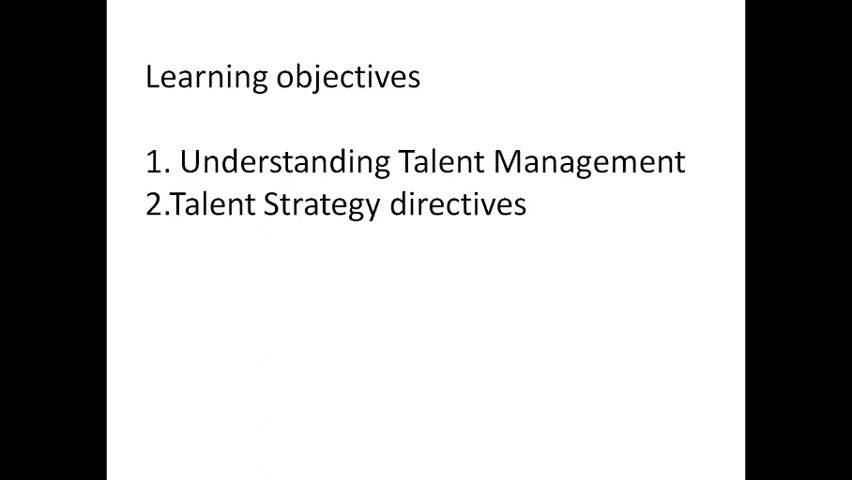 Learning objectives
1. Understanding Talent Management
2.Talent Strategy directives